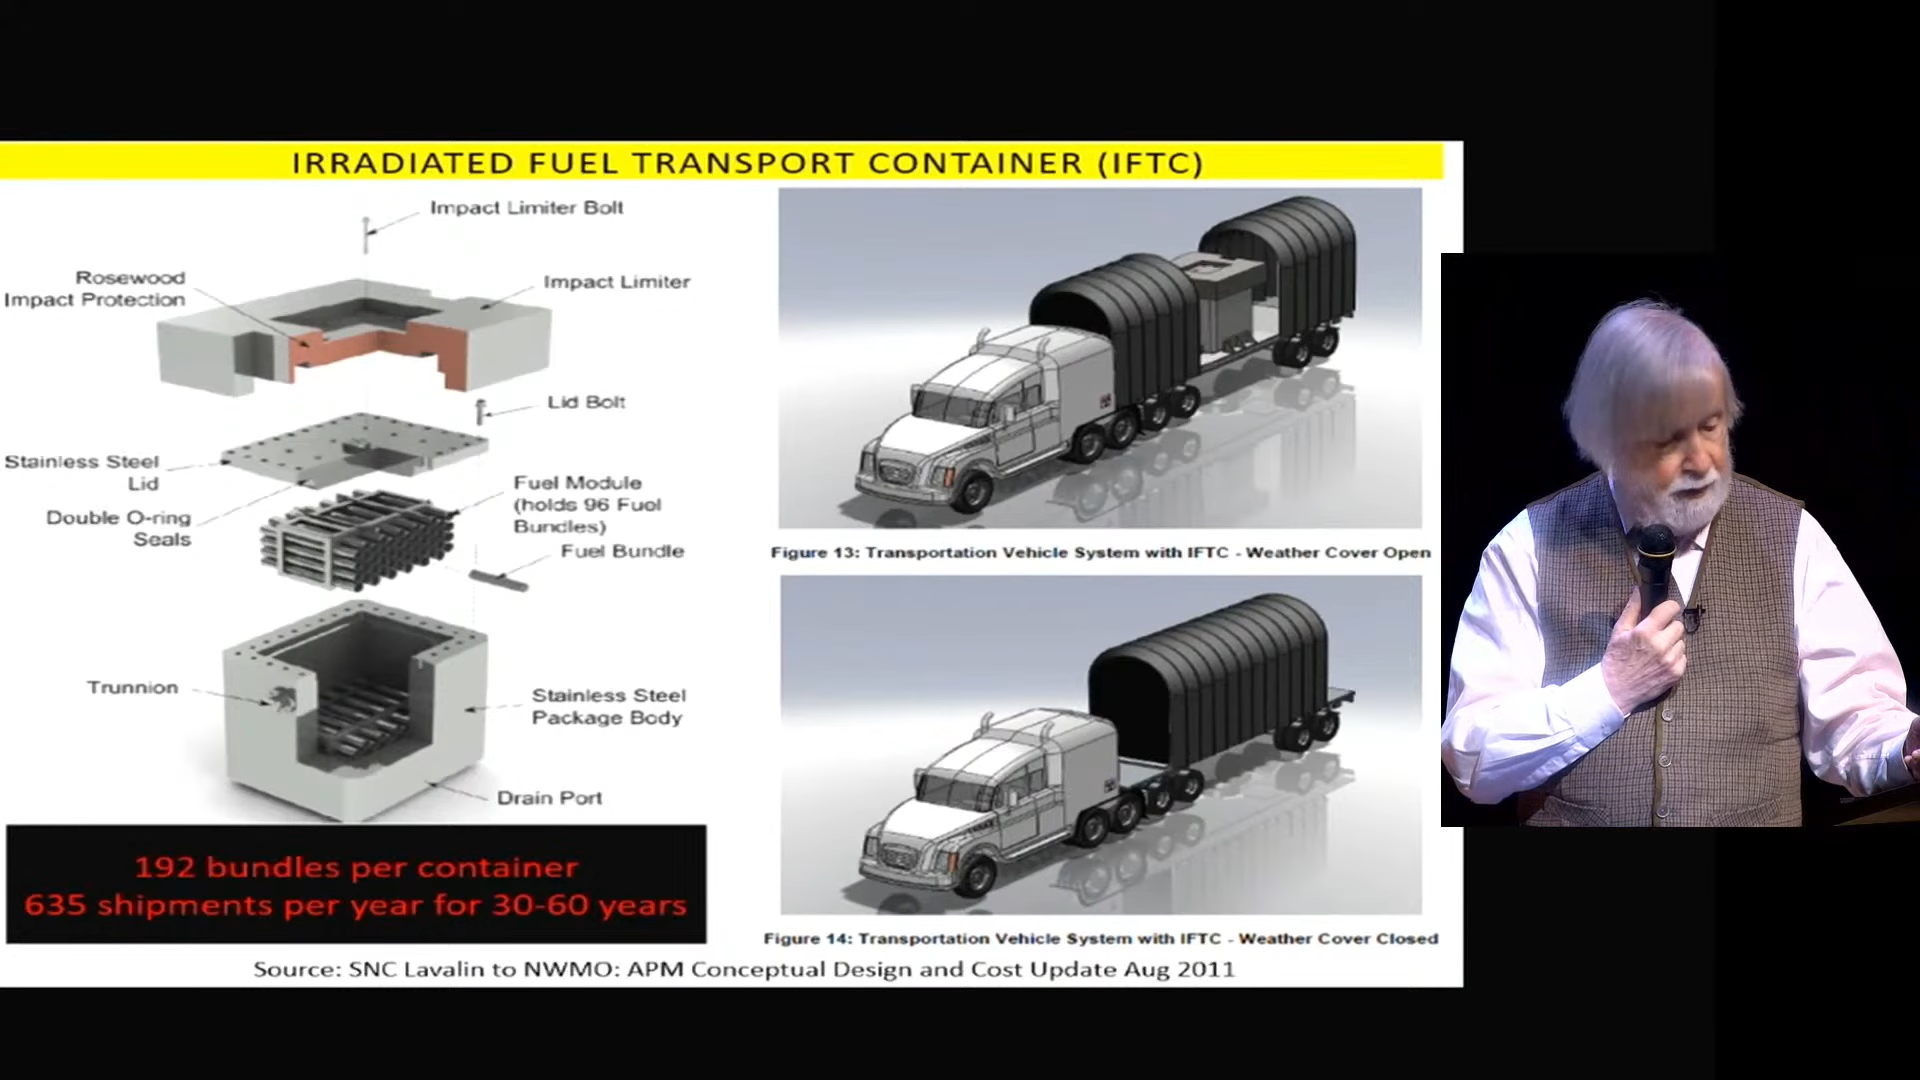 IRRADIATED FUEL TRANSPORT CONTAINER (IFTC)
Impact Limiter Bolt
Rosewood
Impact Protection
Impact Limiter
Lid Bolt
Stainless Steel
Lid
Fuel Module
(holds 96 Fuel
Bundles)
Double O-ring
Seals
Fuel Bundle
Trunnion
Stainless Steel
Package Body
Drain Port
192 bundles per container
635 shipments per year for 30-60 years
Figure 13: Transportation Vehicle System with IFTC - Weather Cover Open
Figure 14: Transportation Vehicle System with IFTC - Weather Cover Closed
Source: SNC Lavalin to NWMO: APM Conceptual Design and Cost Update Aug 2011